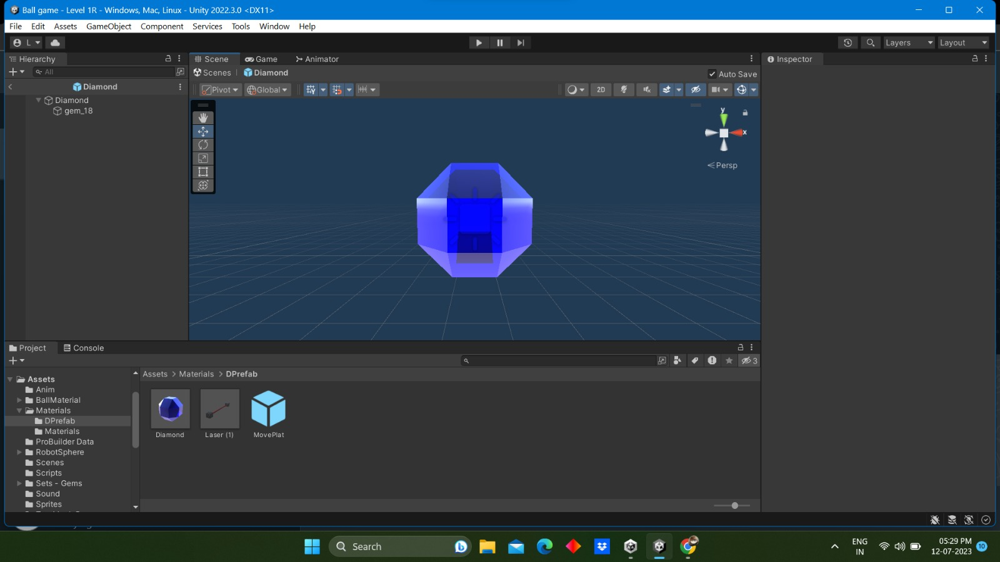 Ball game - Level 1R - Windows, Mac, Linux - Unity 2022.3.0 <DX11>
File Edit Assets GameObject Component Services Tools Window Help
L
Layers
Layout
Hierarchy
Scene
Game
Animator
Inspector
All
Scenes
Diamond
Auto Save
Diamond
Pivot
Global
2D
Diamond
gem_18
y
x
Persp
Project
Console
3
Assets > Materials > DPrefab
Assets
Anim
BallMaterial
Materials
DPrefab
Materials
ProBuilder Data
RobotSphere
Scenes
Scripts
Sets - Gems
Sound
Sprites
Diamond
Laser (1)
MovePlat
Search
ENG
IN
05:29 PM
12-07-2023
10